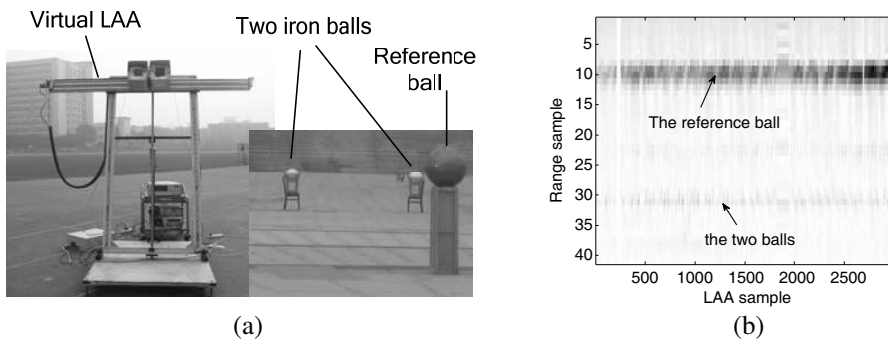 Virtual LAA
Two iron balls
Reference
ball
(a)
5
10
15
20
25
30
35
40
Range sample
The reference ball
the two balls
500
1000
1500
2000
2500
LAA sample
(b)